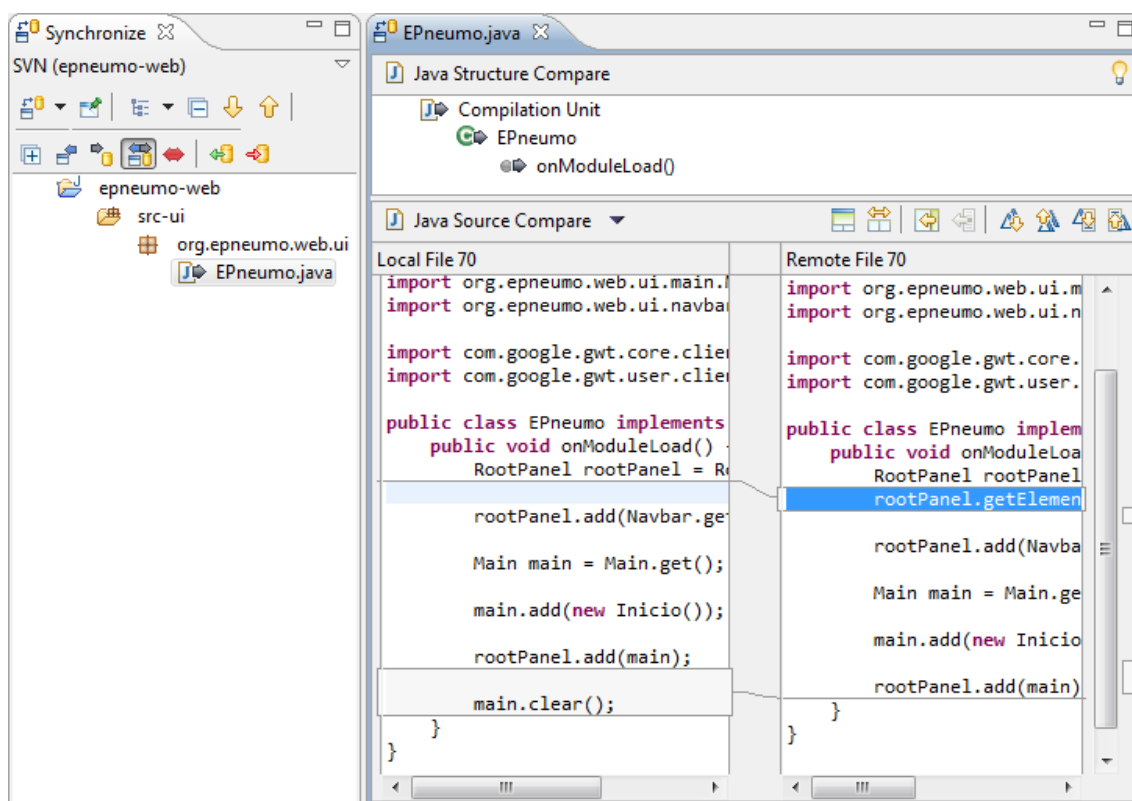 Synchronize
SVN (epneumo-web)
epneumo-web
src-ui
org.epneumo.web.ui
EPneumo.java
EPneumo.java
Java Structure Compare
Compilation Unit
EPneumo
onModuleLoad()
Java Source Compare
Local File 70
import org.epneumo.web.ui.main.M
import org.epneumo.web.ui.navba
import com.google.gwt.core.clie
import com.google.gwt.user.clie
public class EPneumo implements
public void onModuleLoad()
RootPanel rootPanel = Ro
rootPanel.add(Navbar.ge
Main main = Main.get();
main.add(new Inicio());
rootPanel.add(main);
main.clear();
}
}
Remote File 70
import org.epneumo.web.ui.m
import org.epneumo.web.ui.n
import com.google.gwt.core.
import com.google.gwt.user.
public class EPneumo implem
public void onModuleLoa
RootPanel rootPanel
rootPanel.getElemen
rootPanel.add(Navba
Main main = Main.ge
main.add(new Inicio
rootPanel.add(main)
}
}